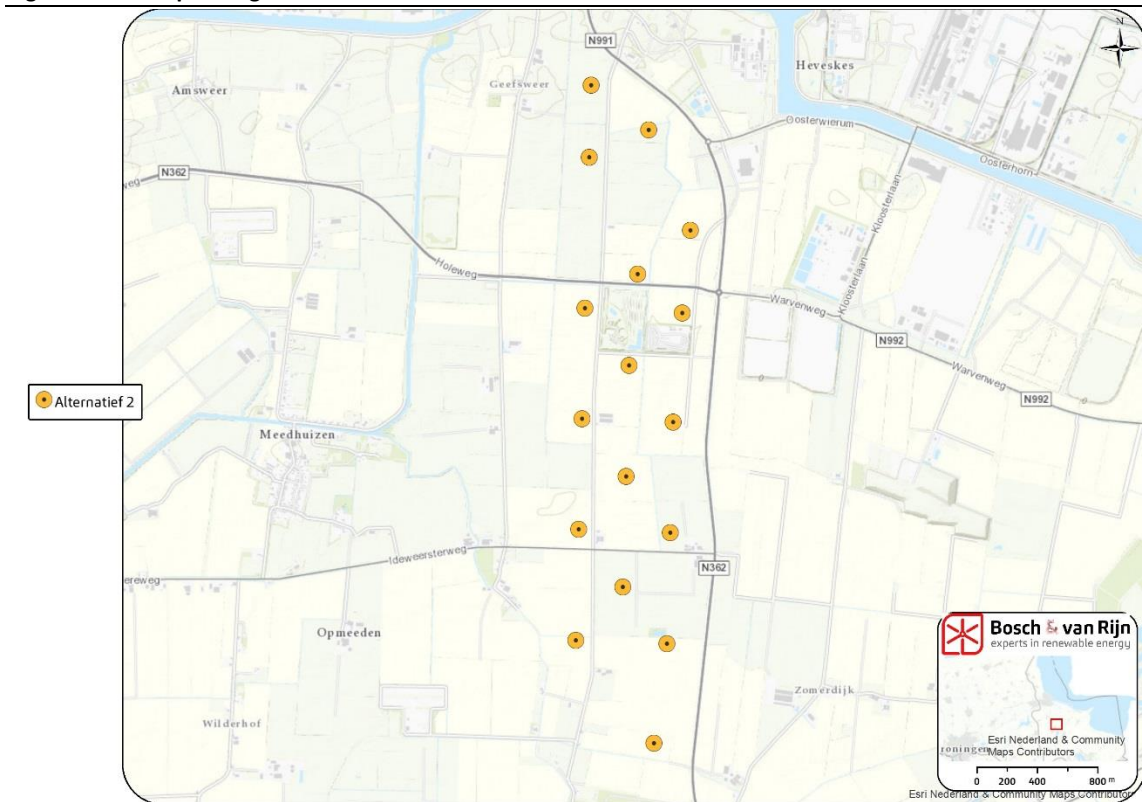 N991
N
Heveskes
Geefsweer
Amsweer
Oosterwierum
Oosterhorn
N362
weg
Kloosterlaan
Holeweg
Kloosterlaan
Warvenweg
N992
Warvenweg
N992
Alternatief 2
Meedhuizen
Ideweersterweg
N362
ereweg
Opmeeden
Bosch & van Rijn
experts in renewable energy
Zomerdijk
Wilderhof
roningen
Esri Nederland & Community
Maps Contributors
0 200 400 800 m
Esri Nederland & Community Maps Contributors